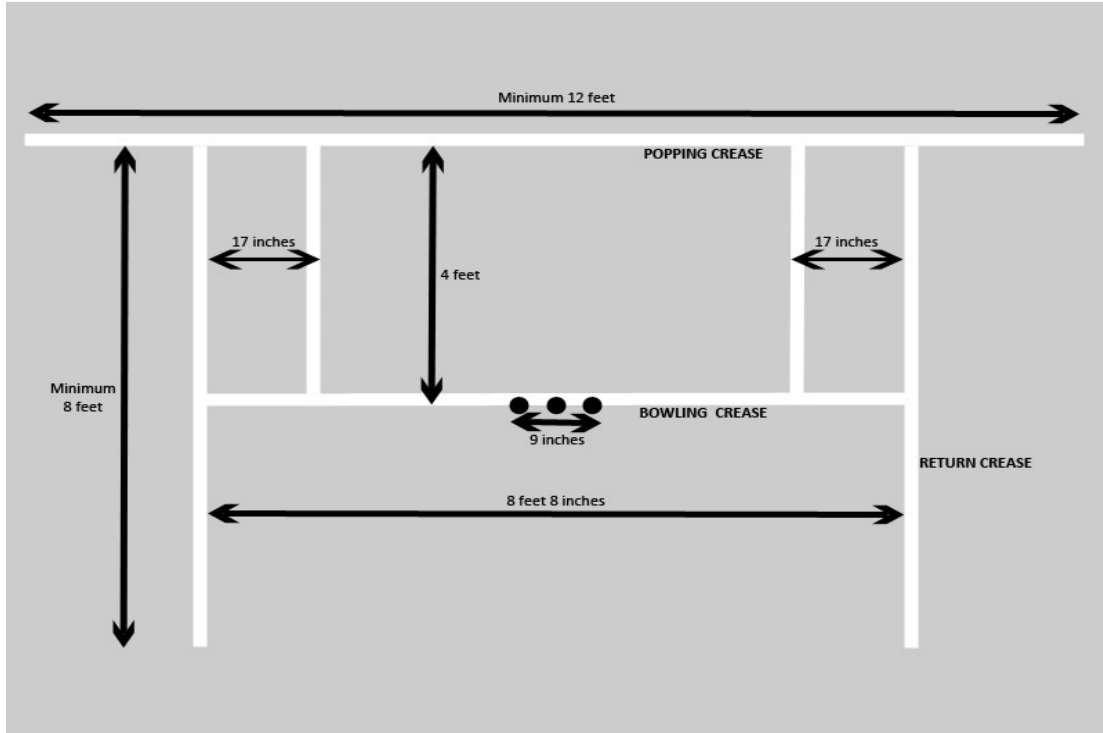 Minimum 12 feet
POPPING CREASE
17 inches
17 inches
4 feet
Minimum
8 feet
BOWLING CREASE
9 inches
RETURN CREASE
8 feet 8 inches